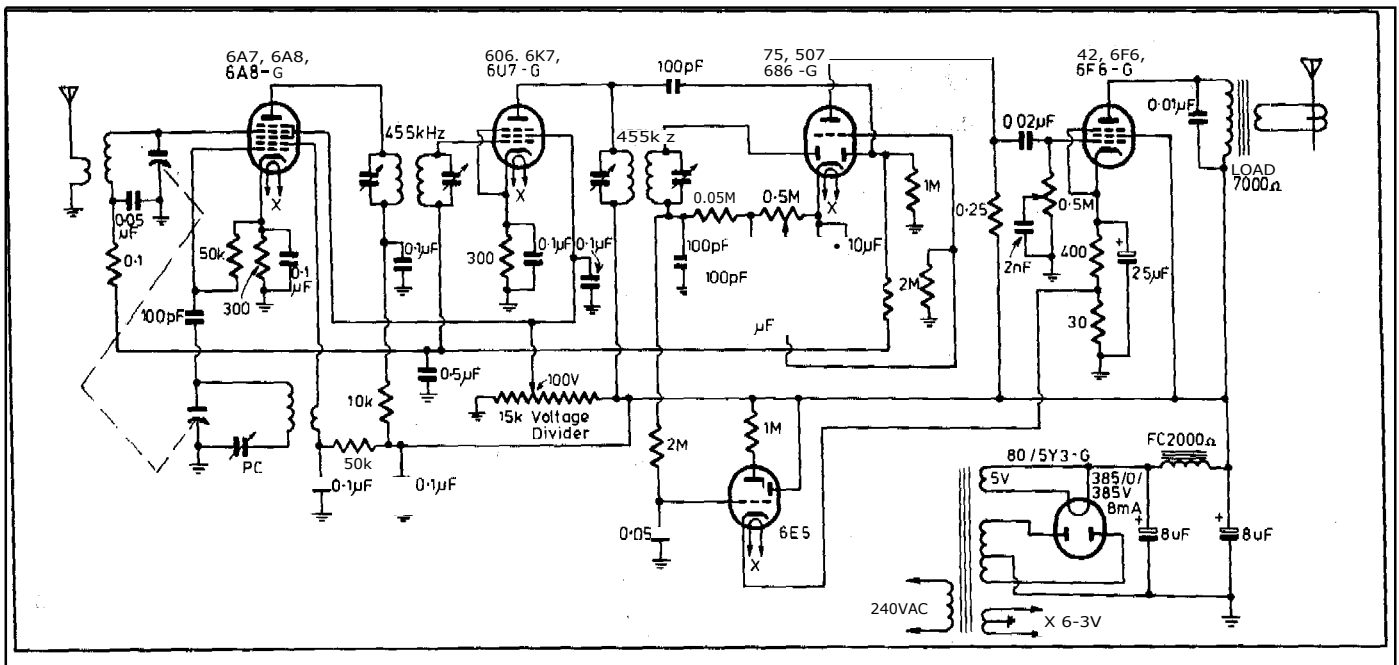 6A7, 6A8,
6A8-G
606. 6K7,
6U7-G
75, 507
686 -G
42, 6F6,
6F6-G
100pF
0.01µF
455kHz
455k z
0.02µF
LOAD
7000Ω
X
X
X
1M
0.05
µF
0.05M
0.5M
0.25
0.5M
0.1
50k
0.1
µF
300
0.1µF
300
0.1µF
0.1µF
100pF
100pF
10µF
2M
2nF
400
25µF
100pF
µF
30
0.5µF
100V
15k Voltage
Divider
10k
1M
PC
50k
2M
FC2000Ω
80/5Y3-G
5V
385/0/
385V
8mA
0.1µF
0.1µF
0.05
6E5
X
8uF
8uF
240VAC
X 6-3V